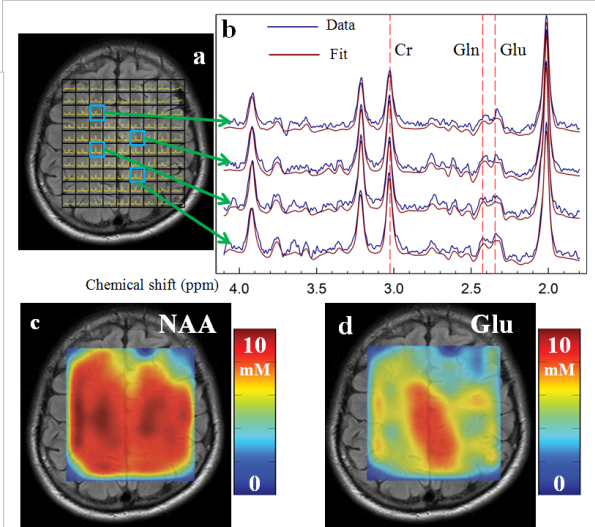 a
b
Data
Fit
Cr
Gln
Glu
Chemical shift (ppm)
4.0 3.5 3.0 2.5 2.0
c
NAA
10
mM
0
d
Glu
10
mM
0